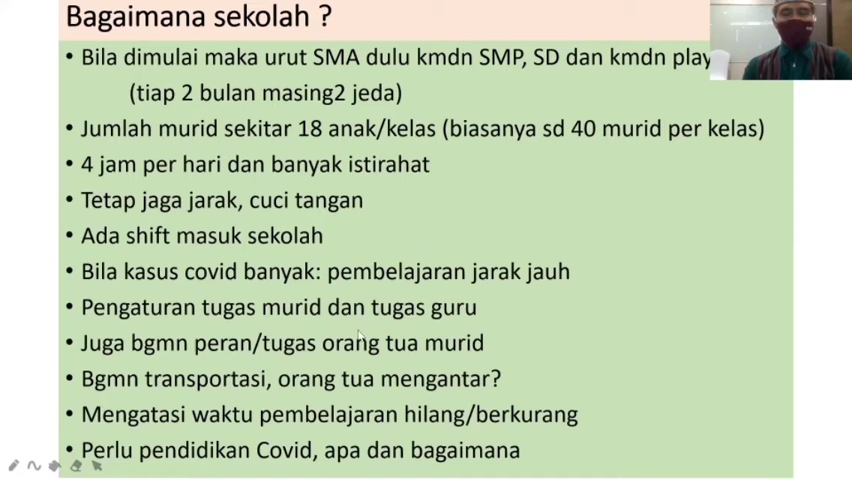 Bagaimana sekolah ?
• Bila dimulai maka urut SMA dulu kmdn SMP, SD dan kmdn play
(tiap 2 bulan masing2 jeda)
• Jumlah murid sekitar 18 anak/kelas (biasanya sd 40 murid per kelas)
• 4 jam per hari dan banyak istirahat
• Tetap jaga jarak, cuci tangan
• Ada shift masuk sekolah
• Bila kasus covid banyak: pembelajaran jarak jauh
• Pengaturan tugas murid dan tugas guru
• Juga bgmn peran/tugas orang tua murid
• Bgmn transportasi, orang tua mengantar?
• Mengatasi waktu pembelajaran hilang/berkurang
• Perlu pendidikan Covid, apa dan bagaimana